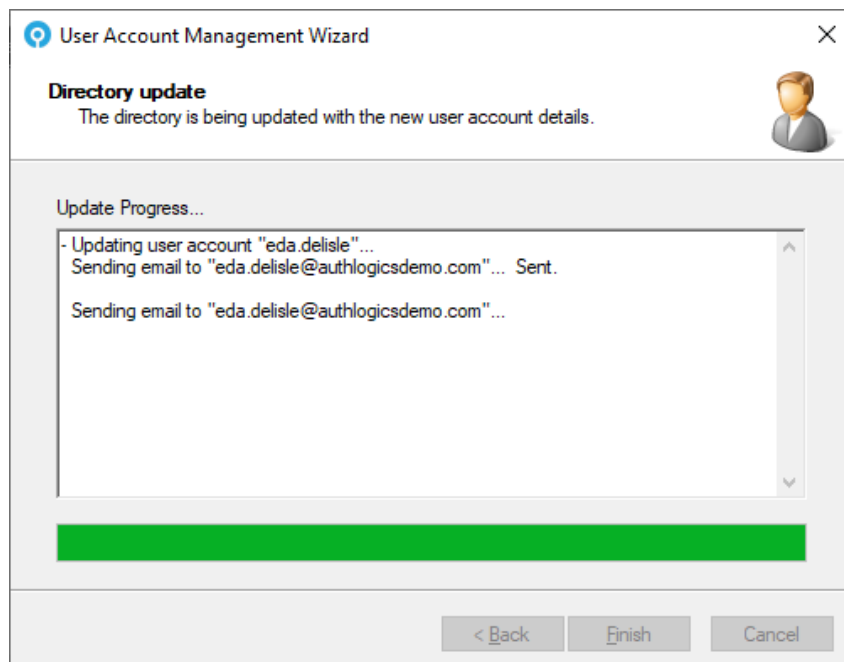 User Account Management Wizard
Directory update
The directory is being updated with the new user account details.
Update Progress...
- Updating user account "eda.delisle"...
Sending email to "eda.delisle@authlogicsdemo.com"...  Sent.
Sending email to "eda.delisle@authlogicsdemo.com"...
< Back
Finish
Cancel